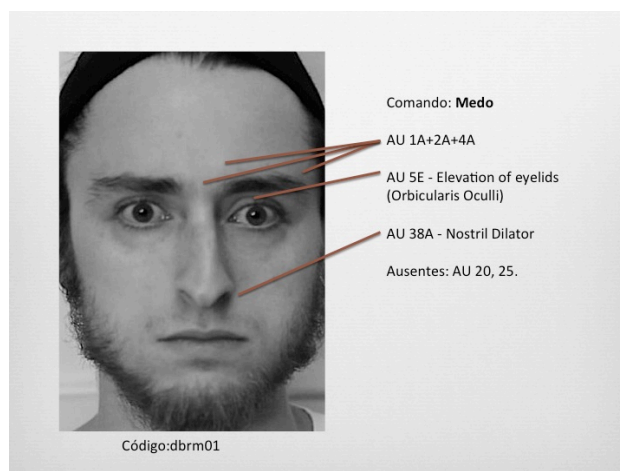 Comando: Medo
AU 1A+2A+4A
AU 5E - Elevation of eyelids
(Orbicularis Oculli)
AU 38A - Nostril Dilator
Ausentes: AU 20, 25.
Código:dbrm01